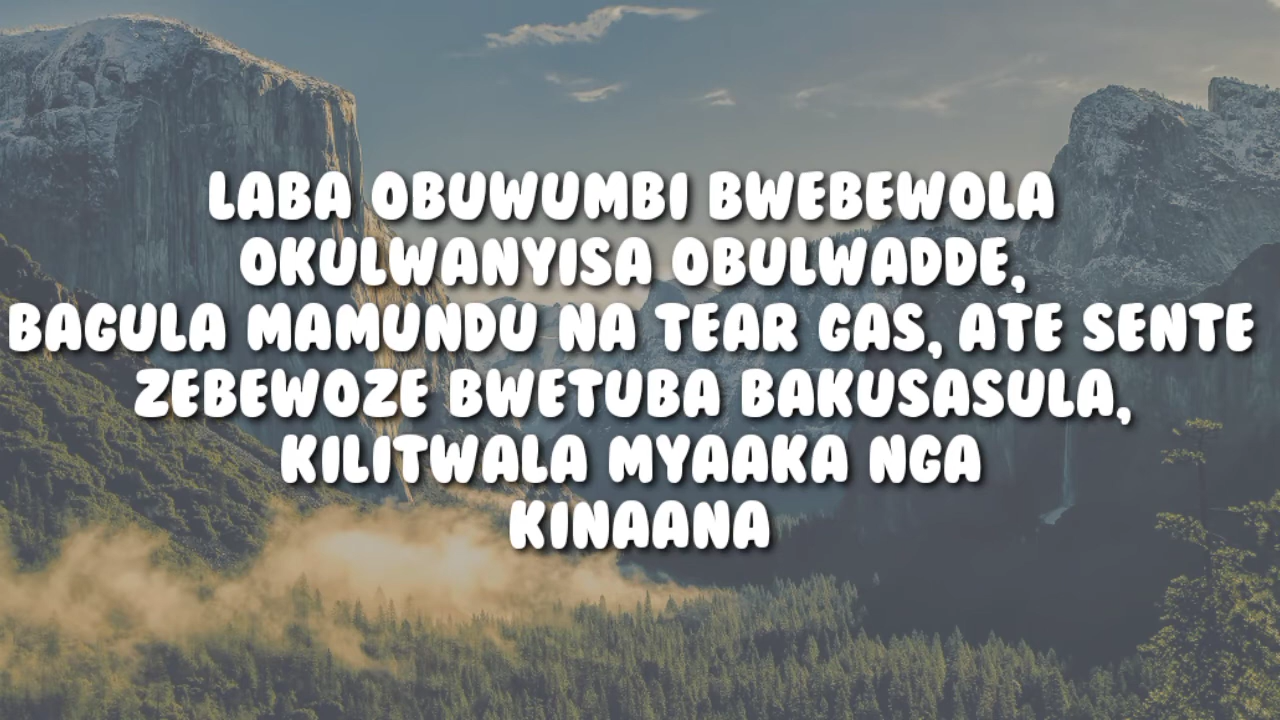 LABA OBUWUMBI BWEBEWOLA
OKULWANYISA OBULWADDE,
BAGULA MAMUNDU NA TEAR GAS, ATE SENTE
ZEBEWOZE BWETUBA BAKUSASULA,
KILITWALA MYAAKA NGA
KINAANA